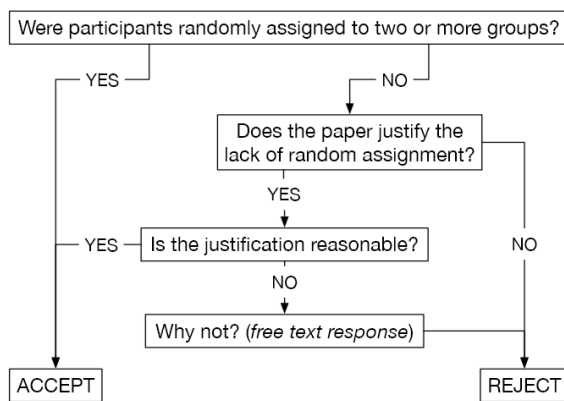 Were participants randomly assigned to two or more groups?
YES
NO
Does the paper justify the
lack of random assignment?
YES
YES
Is the justification reasonable?
NO
NO
Why not? (free text response)
ACCEPT
REJECT